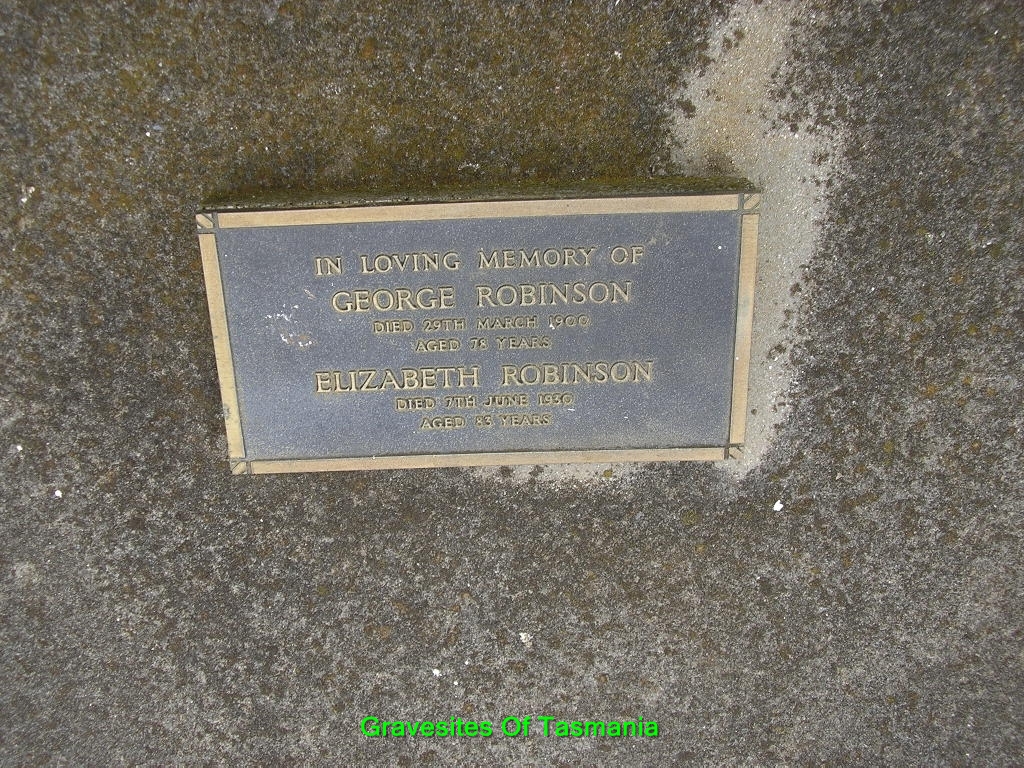 IN LOVING MEMORY OF
GEORGE ROBINSON
DIED 29TH MARCH 1900
AGED 78 YEARS
ELIZABETH ROBINSON
DIED 7TH JUNE 1930
AGED 83 YEARS
Gravesites Of Tasmania